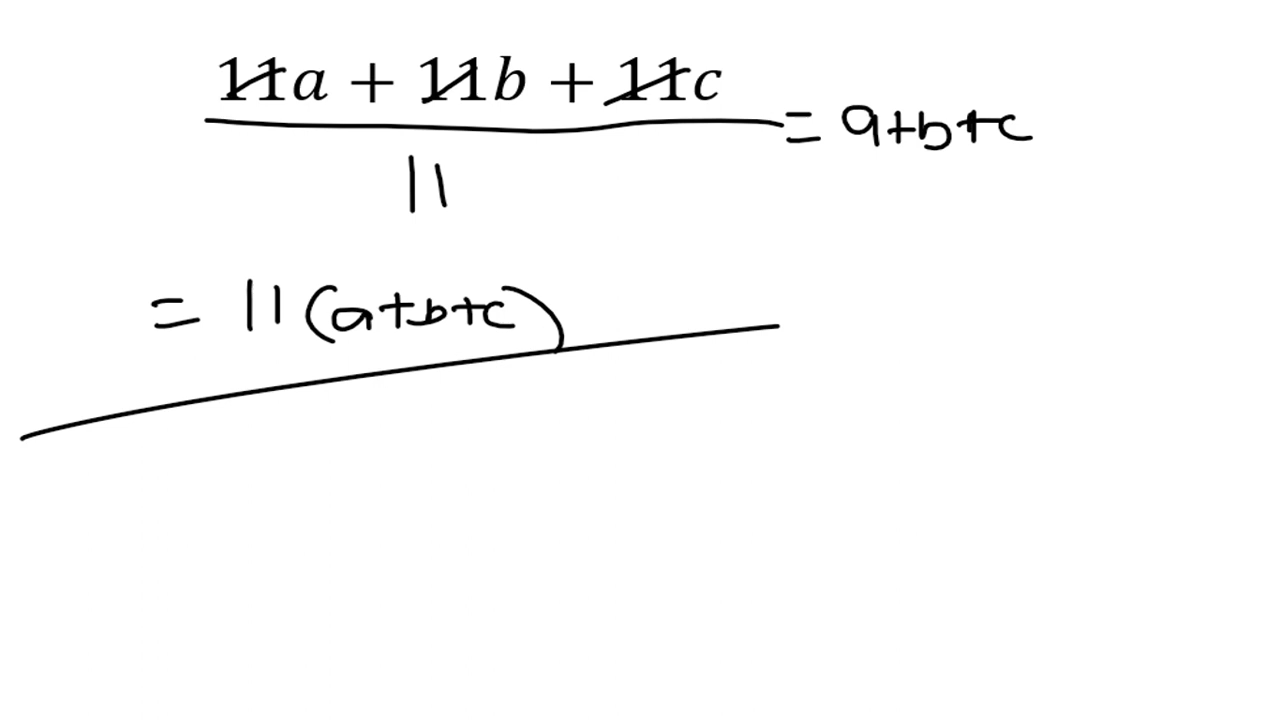 11a + 11b + 11c
= a+b+c
11
= 11(a+b+c)